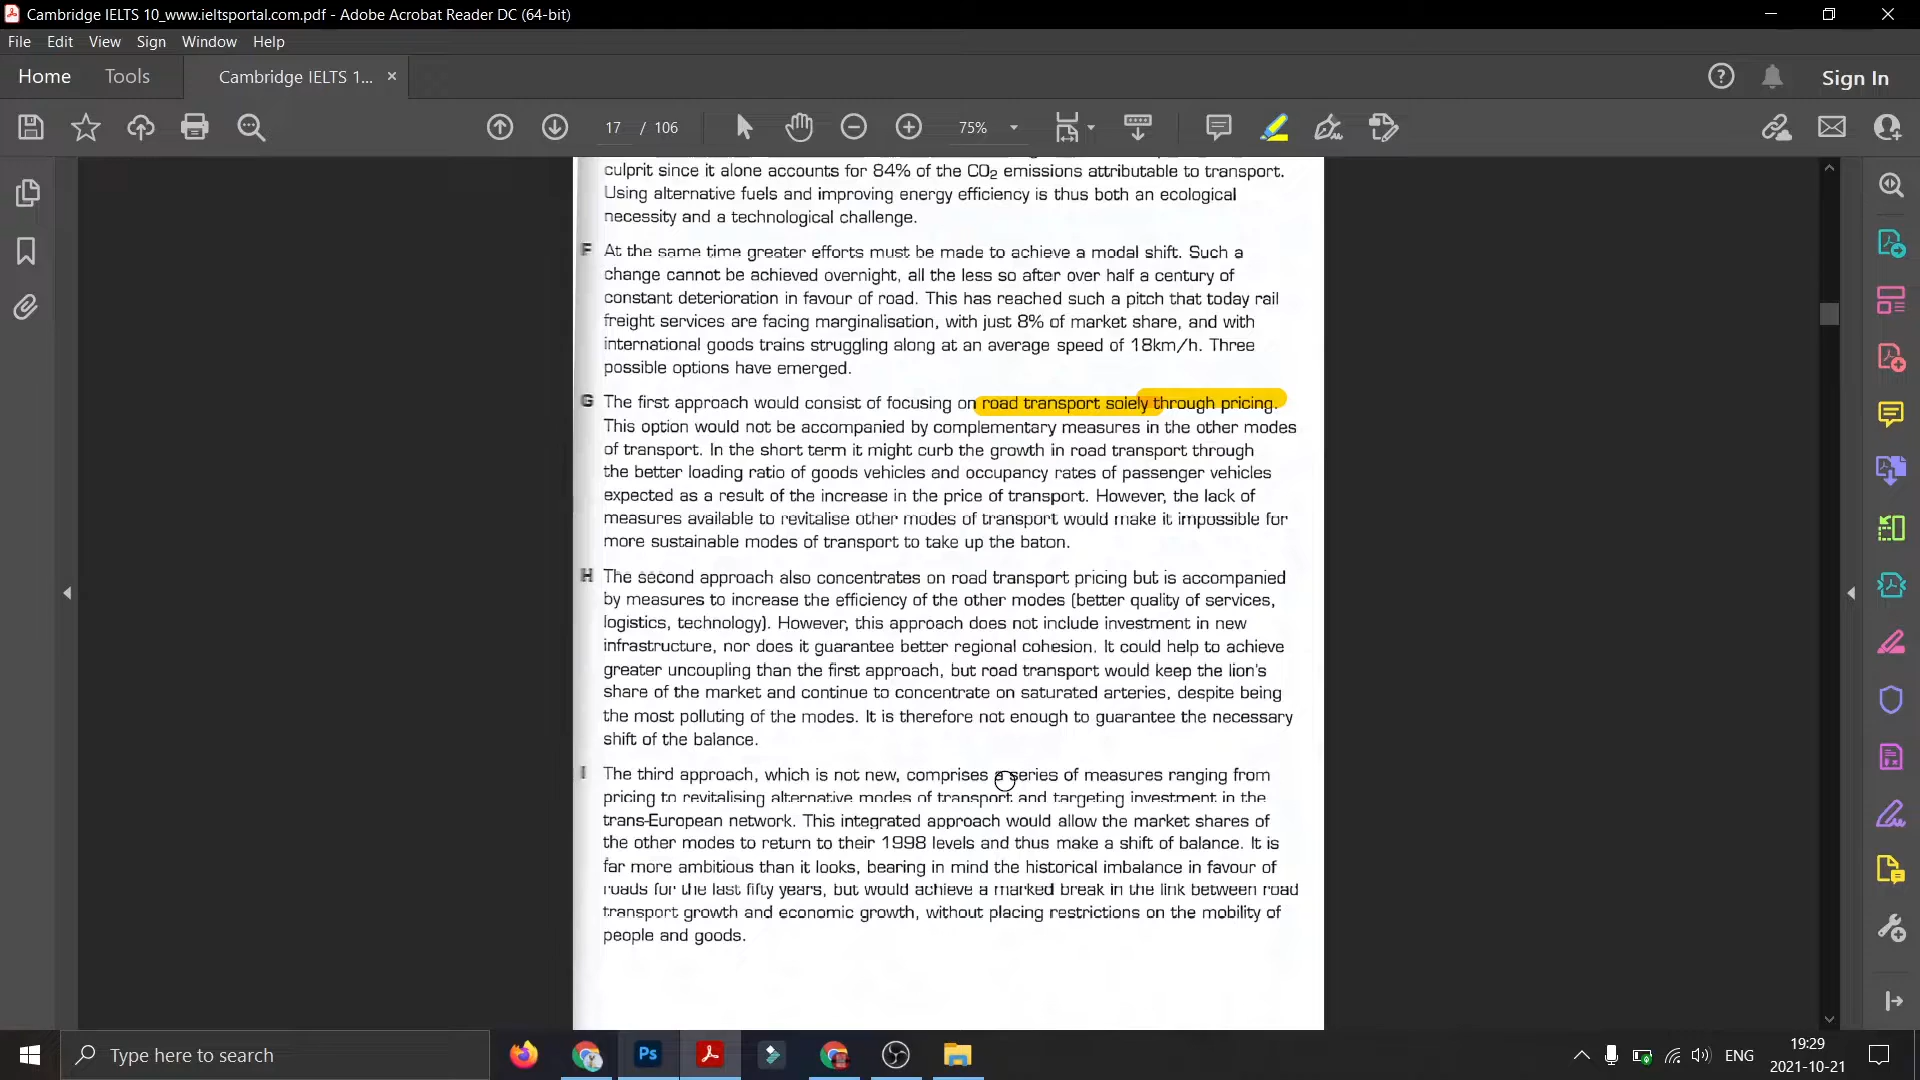 Cambridge IELTS 10_www.ieltsportal.com.pdf - Adobe Acrobat Reader DC (64-bit)
File Edit View Sign Window Help
Home Tools Cambridge IELTS 1... × Sign In
17 / 106 75%
culprit since it alone accounts for 84% of the CO₂ emissions attributable to transport.
Using alternative fuels and improving energy efficiency is thus both an ecological
necessity and a technological challenge.
F At the same time greater efforts must be made to achieve a modal shift. Such a
change cannot be achieved overnight, all the less so after over half a century of
constant deterioration in favour of road. This has reached such a pitch that today rail
freight services are facing marginalisation, with just 8% of market share, and with
international goods trains struggling along at an average speed of 18km/h. Three
possible options have emerged.
G The first approach would consist of focusing on road transport solely through pricing.
This option would not be accompanied by complementary measures in the other modes
of transport. In the short term it might curb the growth in road transport through
the better loading ratio of goods vehicles and occupancy rates of passenger vehicles
expected as a result of the increase in the price of transport. However, the lack of
measures available to revitalise other modes of transport would make it impossible for
more sustainable modes of transport to take up the baton.
H The second approach also concentrates on road transport pricing but is accompanied
by measures to increase the efficiency of the other modes (better quality of services,
logistics, technology). However, this approach does not include investment in new
infrastructure, nor does it guarantee better regional cohesion. It could help to achieve
greater uncoupling than the first approach, but road transport would keep the lion's
share of the market and continue to concentrate on saturated arteries, despite being
the most polluting of the modes. It is therefore not enough to guarantee the necessary
shift of the balance.
I The third approach, which is not new, comprises a series of measures ranging from
pricing to revitalising alternative modes of transport and targeting investment in the
trans-European network. This integrated approach would allow the market shares of
the other modes to return to their 1998 levels and thus make a shift of balance. It is
far more ambitious than it looks, bearing in mind the historical imbalance in favour of
roads for the last fifty years, but would achieve a marked break in the link between road
transport growth and economic growth, without placing restrictions on the mobility of
people and goods.
Type here to search
Ps
ENG
19:29
2021-10-21